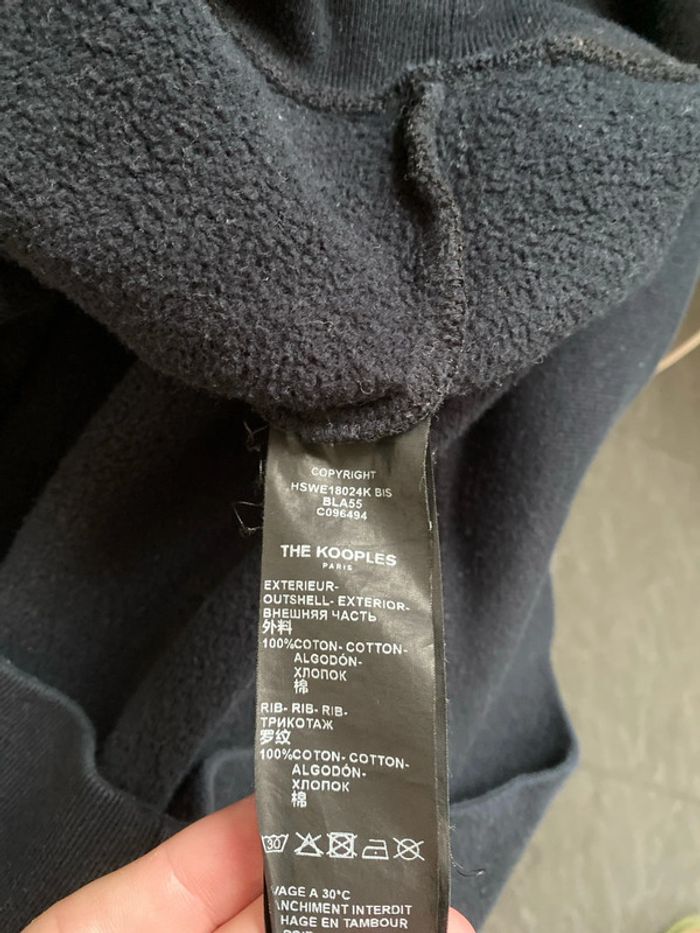 COPYRIGHT
HSWE18024K BIS
BLA55
C096494
THE KOOPLES
PARIS
EXTERIEUR-
OUTSHELL- EXTERIOR-
ВНЕШНЯЯ ЧАСТЬ
外料
100%COTON- COTTON-
ALGODÓN-
ХЛОПОК
棉
RIB- RIB- RIB-
ТРИКОТАЖ
罗纹
100%COTON- COTTON-
ALGODÓN-
ХЛОПОК
棉
30
VAGE A 30°C
ANCHIMENT INTERDIT
HAGE EN TAMBOUR